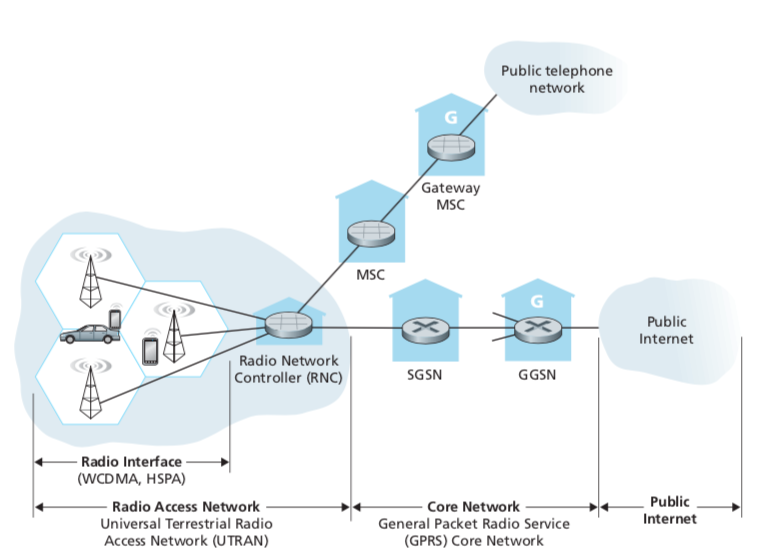 Public telephone
network
G
Gateway
MSC
MSC
G
Public
Internet
Radio Network
Controller (RNC)
SGSN
GGSN
Radio Interface
(WCDMA, HSPA)
Radio Access Network
Universal Terrestrial Radio
Access Network (UTRAN)
Core Network
General Packet Radio Service
(GPRS) Core Network
Public
Internet